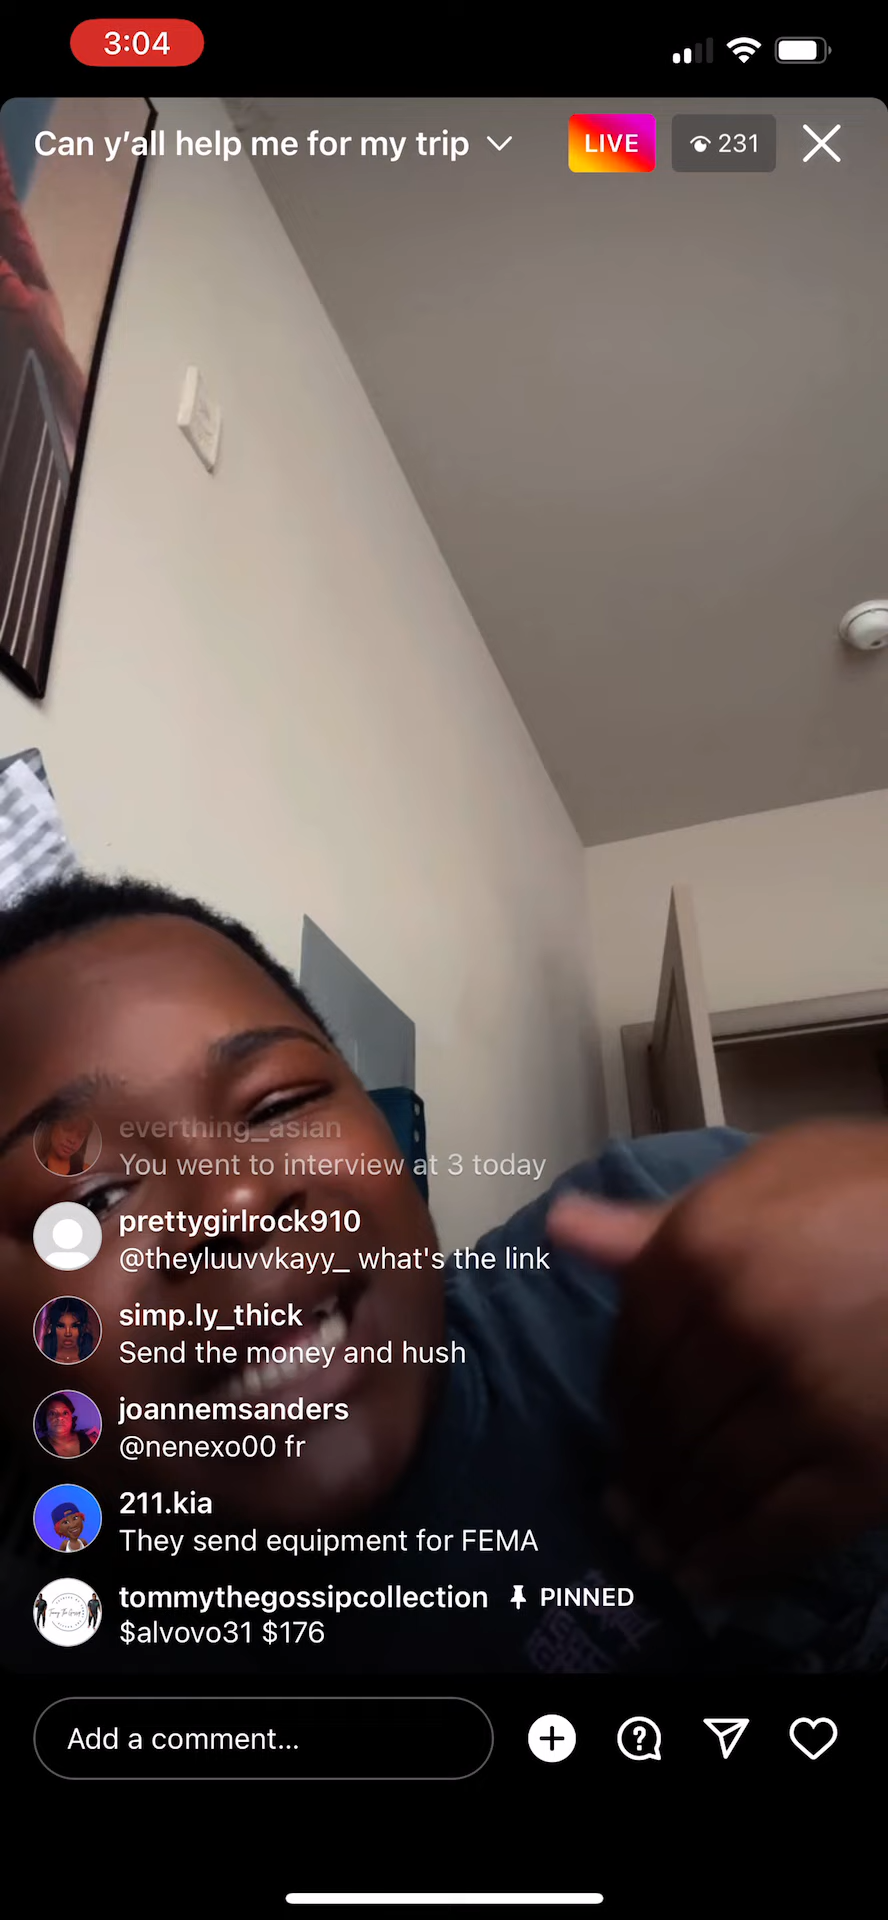 3:04
Can y’all help me for my trip
LIVE
231
everthing_asian
You went to interview at 3 today
prettygirlrock910
@theyluuvvkayy_ what's the link
simp.ly_thick
Send the money and hush
joannemsanders
@nenexo00 fr
211.kia
They send equipment for FEMA
tommythegossipcollection PINNED
$alvovo31 $176
Add a comment...